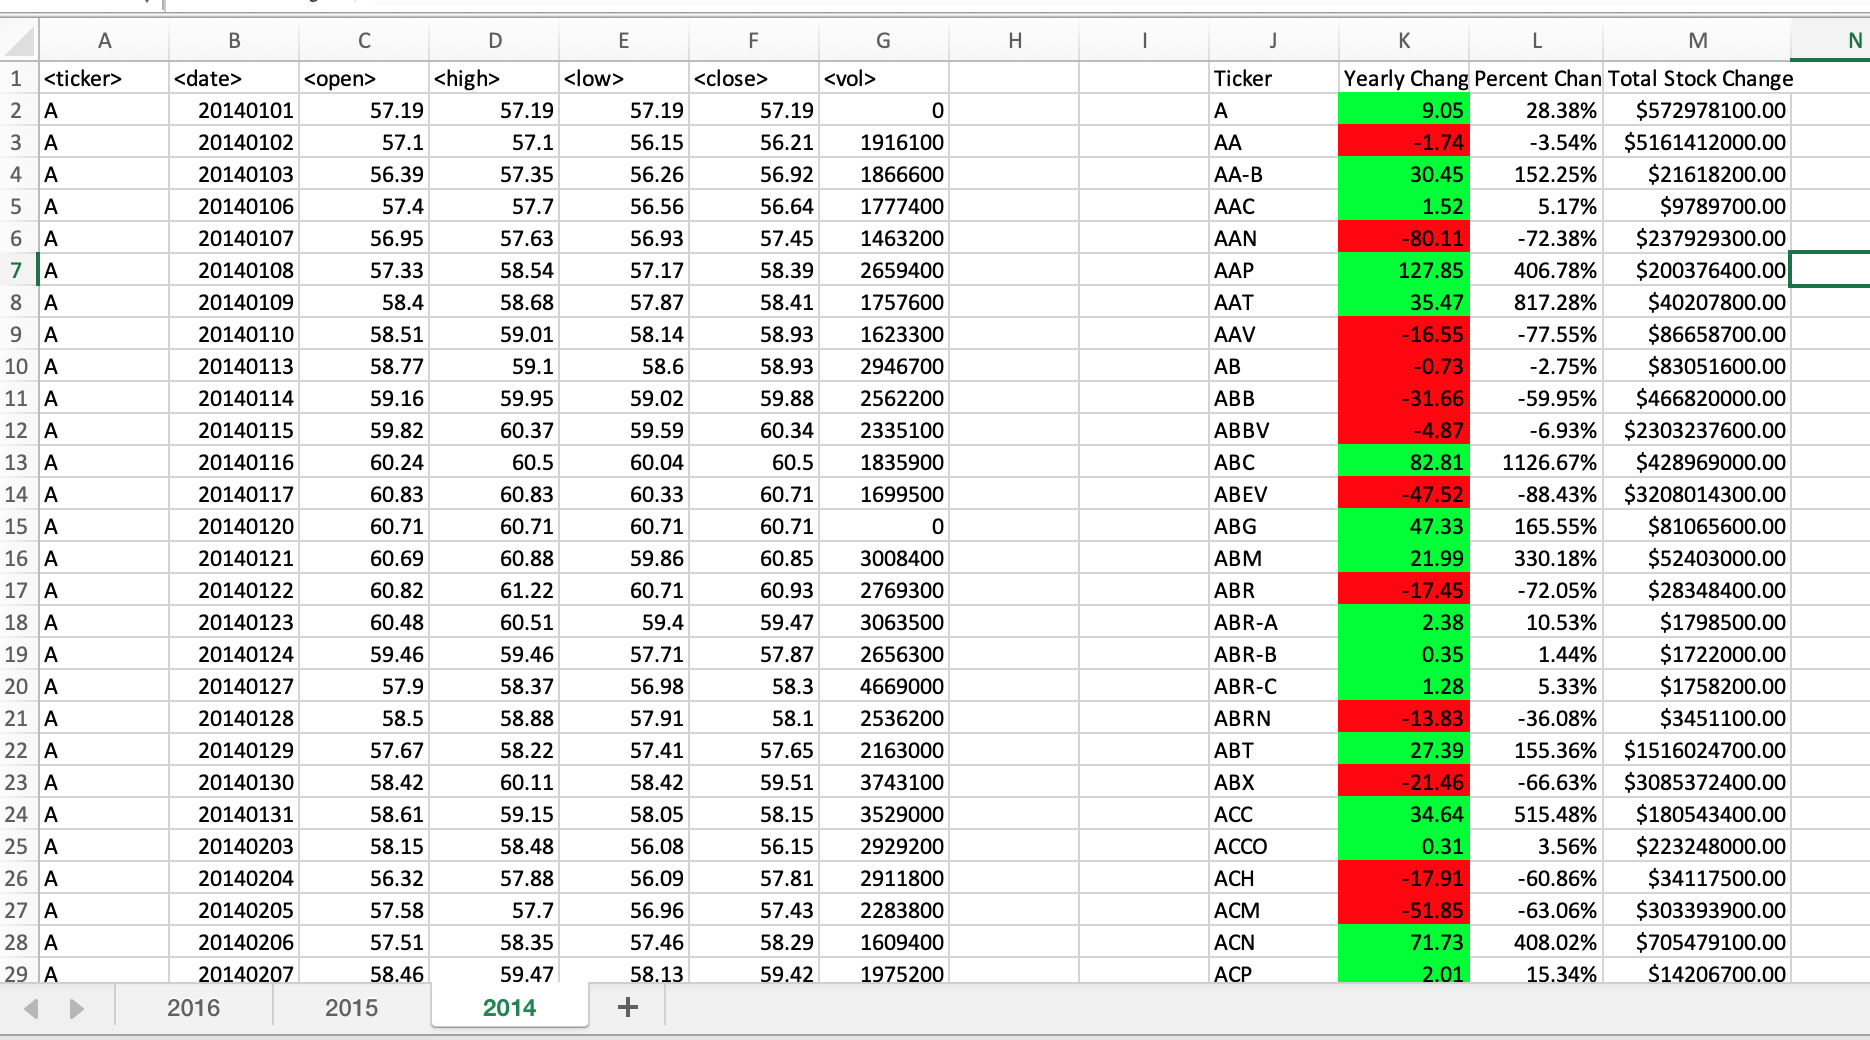 A B C D E F G H I J K L M N
1 <ticker> <date> <open> <high> <low> <close> <vol> Ticker Yearly Chang Percent Chan Total Stock Change
2 A 20140101 57.19 57.19 57.19 57.19 0 A 9.05 28.38% $572978100.00
3 A 20140102 57.1 57.1 56.15 56.21 1916100 AA -1.74 -3.54% $5161412000.00
4 A 20140103 56.39 57.35 56.26 56.92 1866600 AA-B 30.45 152.25% $21618200.00
5 A 20140106 57.4 57.7 56.56 56.64 1777400 AAC 1.52 5.17% $9789700.00
6 A 20140107 56.95 57.63 56.93 57.45 1463200 AAN -80.11 -72.38% $237929300.00
7 A 20140108 57.33 58.54 57.17 58.39 2659400 AAP 127.85 406.78% $200376400.00
8 A 20140109 58.4 58.68 57.87 58.41 1757600 AAT 35.47 817.28% $40207800.00
9 A 20140110 58.51 59.01 58.14 58.93 1623300 AAV -16.55 -77.55% $86658700.00
10 A 20140113 58.77 59.1 58.6 58.93 2946700 AB -0.73 -2.75% $83051600.00
11 A 20140114 59.16 59.95 59.02 59.88 2562200 ABB -31.66 -59.95% $466820000.00
12 A 20140115 59.82 60.37 59.59 60.34 2335100 ABBV -4.87 -6.93% $2303237600.00
13 A 20140116 60.24 60.5 60.04 60.5 1835900 ABC 82.81 1126.67% $428969000.00
14 A 20140117 60.83 60.83 60.33 60.71 1699500 ABEV -47.52 -88.43% $3208014300.00
15 A 20140120 60.71 60.71 60.71 60.71 0 ABG 47.33 165.55% $81065600.00
16 A 20140121 60.69 60.88 59.86 60.85 3008400 ABM 21.99 330.18% $52403000.00
17 A 20140122 60.82 61.22 60.71 60.93 2769300 ABR -17.45 -72.05% $28348400.00
18 A 20140123 60.48 60.51 59.4 59.47 3063500 ABR-A 2.38 10.53% $1798500.00
19 A 20140124 59.46 59.46 57.71 57.87 2656300 ABR-B 0.35 1.44% $1722000.00
20 A 20140127 57.9 58.37 56.98 58.3 4669000 ABR-C 1.28 5.33% $1758200.00
21 A 20140128 58.5 58.88 57.91 58.1 2536200 ABRN -13.83 -36.08% $3451100.00
22 A 20140129 57.67 58.22 57.41 57.65 2163000 ABT 27.39 155.36% $1516024700.00
23 A 20140130 58.42 60.11 58.42 59.51 3743100 ABX -21.46 -66.63% $3085372400.00
24 A 20140131 58.61 59.15 58.05 58.15 3529000 ACC 34.64 515.48% $180543400.00
25 A 20140203 58.15 58.48 56.08 56.15 2929200 ACCO 0.31 3.56% $223248000.00
26 A 20140204 56.32 57.88 56.09 57.81 2911800 ACH -17.91 -60.86% $34117500.00
27 A 20140205 57.58 57.7 56.96 57.43 2283800 ACM -51.85 -63.06% $303393900.00
28 A 20140206 57.51 58.35 57.46 58.29 1609400 ACN 71.73 408.02% $705479100.00
29 A 20140207 58.46 59.47 58.13 59.42 1975200 ACP 2.01 15.34% $14206700.00
2016 2015 2014 +